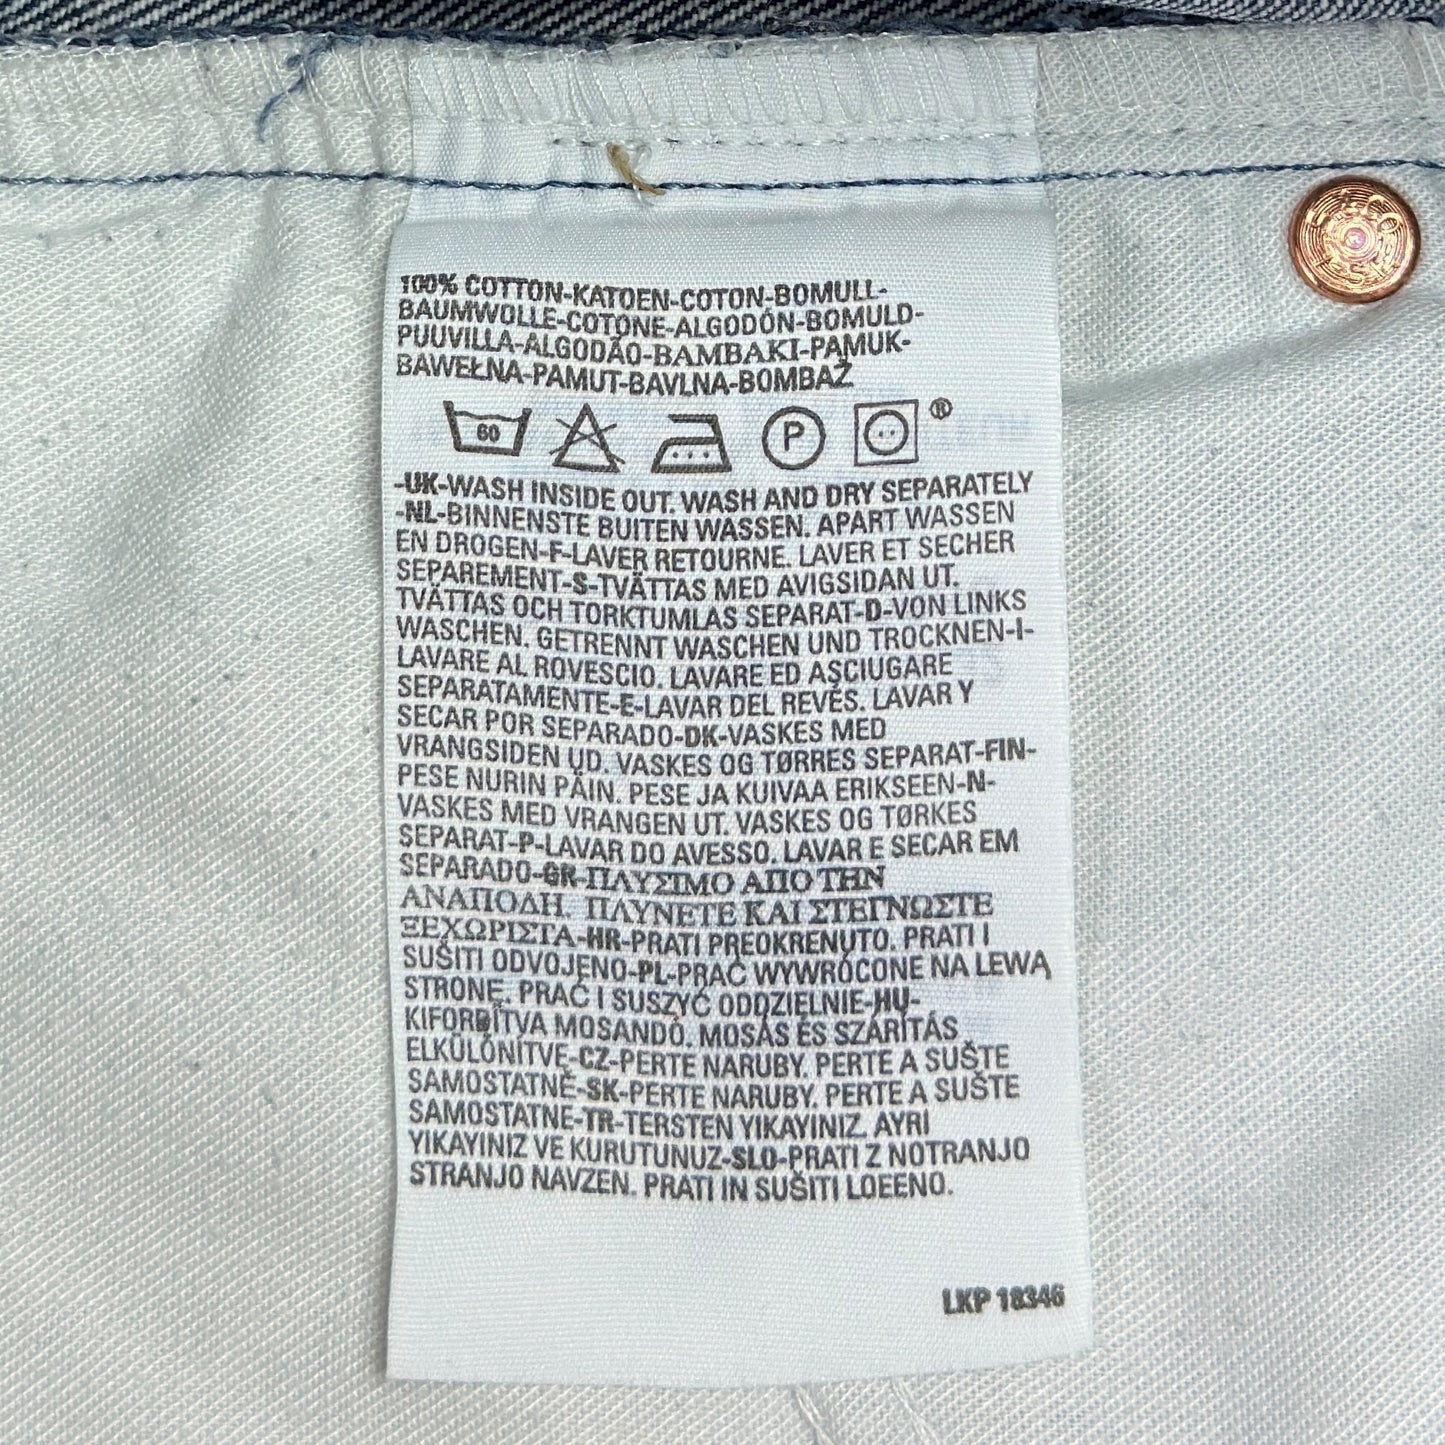 100% COTTON-KATOEN-COTON-BOMULL-
BAUMWOLLE-COTONE-ALGODÓN-BOMULD-
PUUVILLA-ALGODÃO-BAMBAKI-PAMUK-
BAWEŁNA-PAMUT-BAVLNA-BOMBAŽ
60 P ®
-UK-WASH INSIDE OUT. WASH AND DRY SEPARATELY
-NL-BINNENSTE BUITEN WASSEN. APART WASSEN
EN DROGEN-F-LAVER RETOURNE. LAVER ET SECHER
SEPAREMENT-S-TVÄTTAS MED AVIGSIDAN UT.
TVÄTTAS OCH TORKTUMLAS SEPARAT-D-VON LINKS
WASCHEN. GETRENNT WASCHEN UND TROCKNEN-I-
LAVARE AL ROVESCIO. LAVARE ED ASCIUGARE
SEPARATAMENTE-E-LAVAR DEL REVÉS. LAVAR Y
SECAR POR SEPARADO-DK-VASKES MED
VRANGSIDEN UD. VASKES OG TØRRES SEPARAT-FIN-
PESE NURIN PÄIN. PESE JA KUIVAA ERIKSEEN-N-
VASKES MED VRANGEN UT. VASKES OG TØRKES
SEPARAT-P-LAVAR DO AVESSO. LAVAR E SECAR EM
SEPARADO-GR-ΠΛΥΣΙΜΟ ΑΠΟ ΤΗΝ
ΑΝΑΠΟΔΗ. ΠΛΥΝΕΤΕ ΚΑΙ ΣΤΕΓΝΩΣΤΕ
ΞΕΧΩΡΙΣΤΑ-HR-PRATI PREOKRENUTO. PRATI I
SUŠITI ODVOJENO-PL-PRAĆ WYWRÓCONE NA LEWĄ
STRONĘ. PRAĆ I SUSZYĆ ODDZIELNIE-HU-
KIFORDÍTVA MOSANDÓ. MOSÁS ÉS SZÁRÍTÁS
ELKÜLÖNITVE-CZ-PERTE NARUBY. PERTE A SUŠTE
SAMOSTATNĚ-SK-PERTE NARUBY. PERTE A SUŠTE
SAMOSTATNE-TR-TERSTEN YIKAYINIZ. AYRI
YIKAYINIZ VE KURUTUNUZ-SLO-PRATI Z NOTRANJO
STRANJO NAVZEN. PRATI IN SUŠITI LOEENO.
LKP 18346